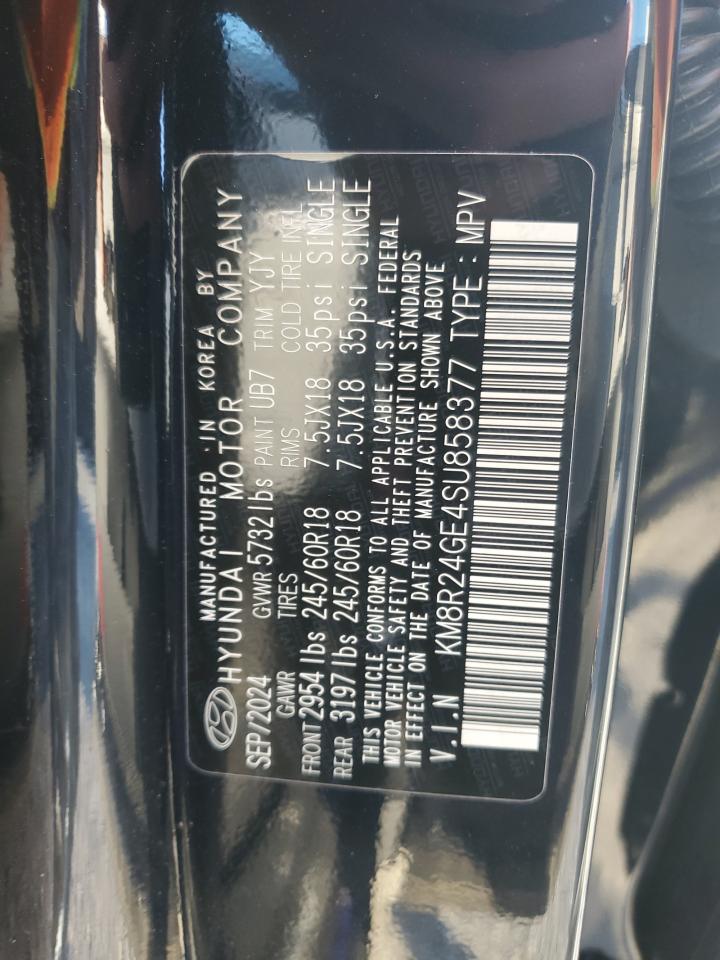 MANUFACTURED IN KOREA BY
HYUNDAI MOTOR COMPANY
SEP/2024 GVWR 5732 lbs PAINT UB7 TRIM YJY
GAWR TIRES RIMS COLD TIRE INFL
FRONT 2954 lbs 245/60R18 7.5JX18 35psi SINGLE
REAR 3197 lbs 245/60R18 7.5JX18 35psi SINGLE
THIS VEHICLE CONFORMS TO ALL APPLICABLE U.S.A. FEDERAL
MOTOR VEHICLE SAFETY AND THEFT PREVENTION STANDARDS
IN EFFECT ON THE DATE OF MANUFACTURE SHOWN ABOVE
V.I.N KM8R24GE4SU858377 TYPE : MPV